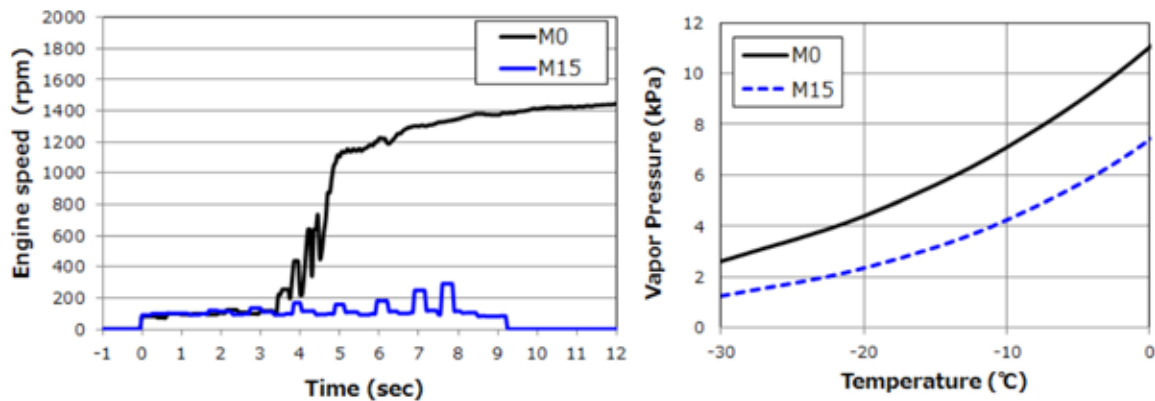 2000
1800
1600
1400
1200
1000
800
600
400
200
0
Engine speed (rpm)
M0
M15
-1 0 1 2 3 4 5 6 7 8 9 10 11 12
Time (sec)
12
10
8
6
4
2
0
Vapor Pressure (kPa)
M0
M15
-30 -20 -10 0
Temperature (℃)